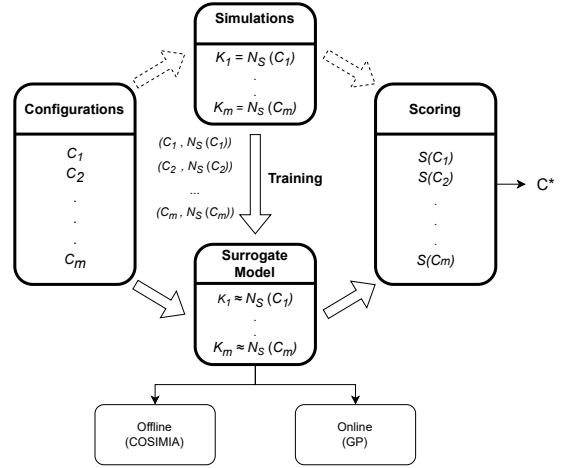 Simulations
K1 = NS (C1)
.
.
Km = NS (Cm)
Configurations
C1
C2
.
.
.
Cm
(C1 , NS (C1))
(C2 , NS (C2))
...
(Cm , NS (Cm))
Training
Scoring
S(C1)
S(C2)
.
.
.
S(Cm)
C*
Surrogate
Model
K1 ≈ NS (C1)
.
.
Km ≈ NS (Cm)
Offline
(COSIMIA)
Online
(GP)